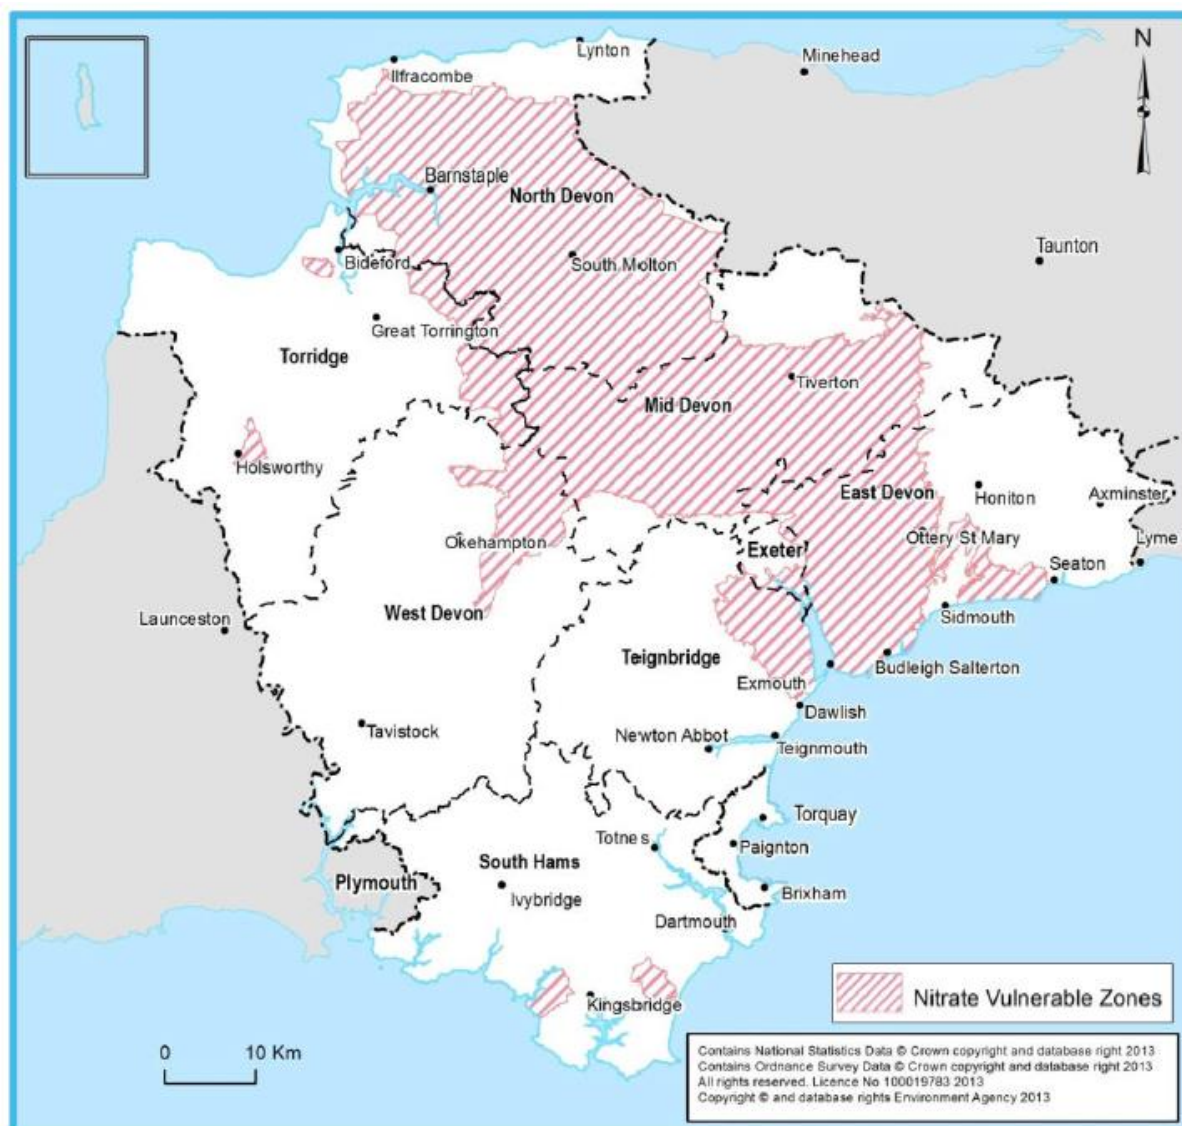 Lynton
N
Minehead
Ilfracombe
Barnstaple
North Devon
Taunton
Bideford
South Molton
Great Torrington
Torridge
Tiverton
Mid Devon
Holsworthy
East Devon
Honiton
Axminster
Okehampton
Exeter
Ottery St Mary
Lyme
Seaton
Launceston
West Devon
Sidmouth
Teignbridge
Budleigh Salterton
Exmouth
Dawlish
Tavistock
Newton Abbot
Teignmouth
Torquay
Totnes
Paignton
South Hams
Plymouth
Ivybridge
Brixham
Dartmouth
Kingsbridge
Nitrate Vulnerable Zones
0 10 Km
Contains National Statistics Data © Crown copyright and database right 2013
Contains Ordnance Survey Data © Crown copyright and database right 2013
All rights reserved. Licence No 100019783 2013
Copyright © and database rights Environment Agency 2013